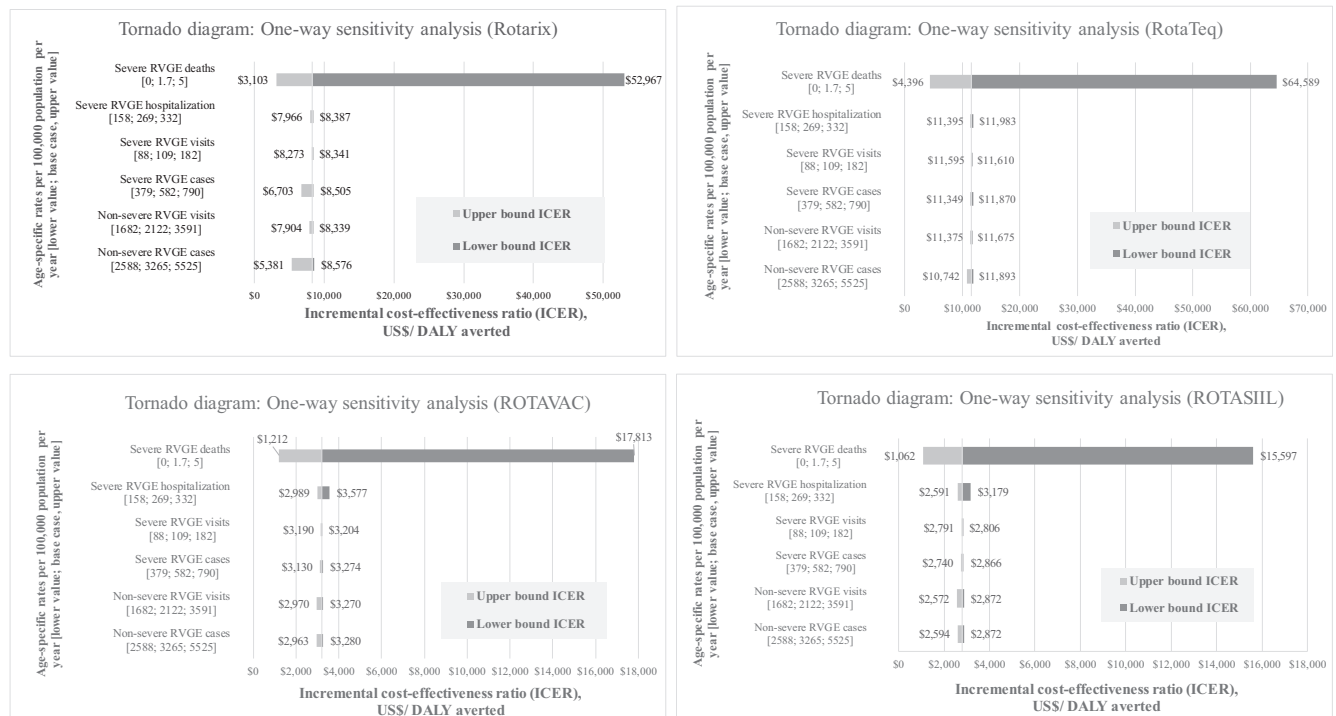 Tornado diagram: One-way sensitivity analysis (Rotarix)
Age-specific rates per 100,000 population per
year [lower value; base case, upper value]
Severe RVGE deaths
[0; 1.7; 5]
$3,103
$52,967
Severe RVGE hospitalization
[158; 269; 332]
$7,966
$8,387
Severe RVGE visits
[88; 109; 182]
$8,273
$8,341
Severe RVGE cases
[379; 582; 790]
$6,703
$8,505
Non-severe RVGE visits
[1682; 2122; 3591]
$7,904
$8,339
Non-severe RVGE cases
[2588; 3265; 5525]
$5,381
$8,576
Upper bound ICER
Lower bound ICER
$0 $10,000 $20,000 $30,000 $40,000 $50,000
Incremental cost-effectiveness ratio (ICER),
US$/ DALY averted
Tornado diagram: One-way sensitivity analysis (RotaTeq)
Age-specific rates per 100,000 population per
year [lower value; base case, upper value]
Severe RVGE deaths
[0; 1.7; 5]
$4,396
$64,589
Severe RVGE hospitalization
[158; 269; 332]
$11,395
$11,983
Severe RVGE visits
[88; 109; 182]
$11,595
$11,610
Severe RVGE cases
[379; 582; 790]
$11,349
$11,870
Non-severe RVGE visits
[1682; 2122; 3591]
$11,375
$11,675
Non-severe RVGE cases
[2588; 3265; 5525]
$10,742
$11,893
Upper bound ICER
Lower bound ICER
$0 $10,000 $20,000 $30,000 $40,000 $50,000 $60,000 $70,000
Incremental cost-effectiveness ratio (ICER),
US$/ DALY averted
Tornado diagram: One-way sensitivity analysis (ROTAVAC)
Age-specific rates per 100,000 population per
year [lower value; base case, upper value]
Severe RVGE deaths
[0; 1.7; 5]
$1,212
$17,813
Severe RVGE hospitalization
[158; 269; 332]
$2,989
$3,577
Severe RVGE visits
[88; 109; 182]
$3,190
$3,204
Severe RVGE cases
[379; 582; 790]
$3,130
$3,274
Non-severe RVGE visits
[1682; 2122; 3591]
$2,970
$3,270
Non-severe RVGE cases
[2588; 3265; 5525]
$2,963
$3,280
Upper bound ICER
Lower bound ICER
$0 $2,000 $4,000 $6,000 $8,000 $10,000 $12,000 $14,000 $16,000 $18,000
Incremental cost-effectiveness ratio (ICER),
US$/ DALY averted
Tornado diagram: One-way sensitivity analysis (ROTASIIL)
Age-specific rates per 100,000 population per
year [lower value; base case, upper value]
Severe RVGE deaths
[0; 1.7; 5]
$1,062
$15,597
Severe RVGE hospitalization
[158; 269; 332]
$2,591
$3,179
Severe RVGE visits
[88; 109; 182]
$2,791
$2,806
Severe RVGE cases
[379; 582; 790]
$2,740
$2,866
Non-severe RVGE visits
[1682; 2122; 3591]
$2,572
$2,872
Non-severe RVGE cases
[2588; 3265; 5525]
$2,594
$2,872
Upper bound ICER
Lower bound ICER
$0 $2,000 $4,000 $6,000 $8,000 $10,000 $12,000 $14,000 $16,000 $18,000
Incremental cost-effectiveness ratio (ICER),
US$/ DALY averted